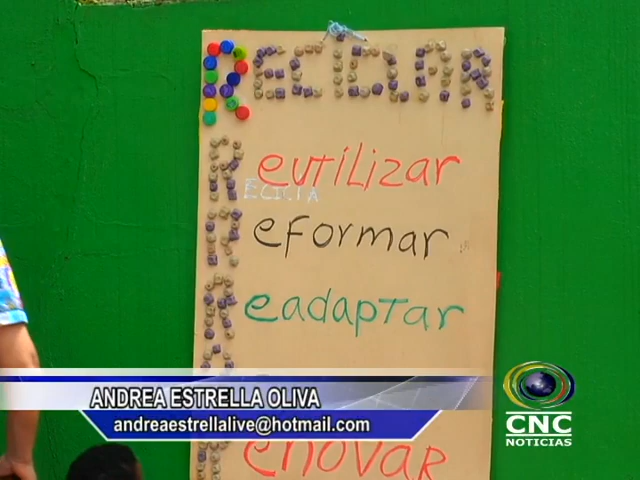 RECICLAR
Reutilizar
RECICLA
Reformar
Readaptar
Renovar
ANDREA ESTRELLA OLIVA
andreaestrellalive@hotmail.com
CNC
NOTICIAS